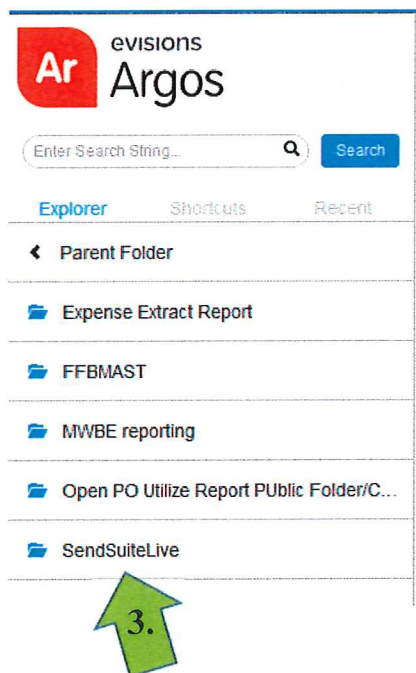 Ar
evisions
Argos
Enter Search String...
Search
Explorer Shortcuts Recent
Parent Folder
Expense Extract Report
FFBMAST
MWBE reporting
Open PO Utilize Report PUblic Folder/C...
SendSuiteLive
3.